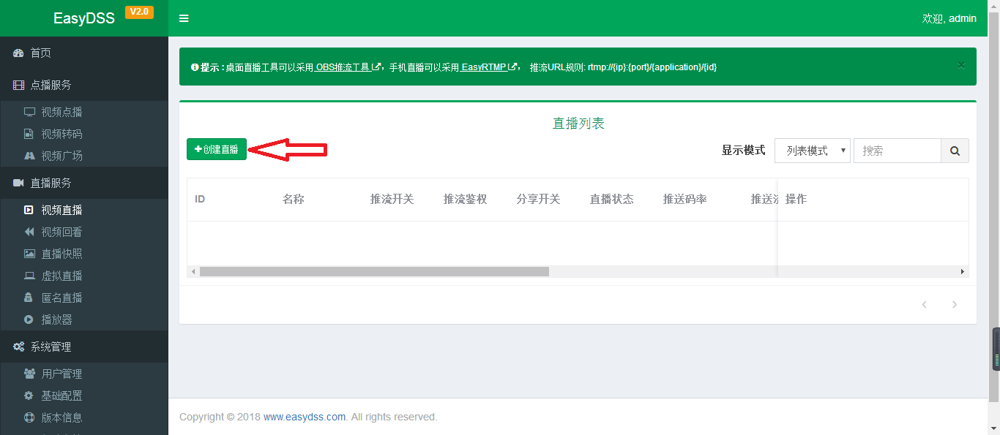 EasyDSS V2.0
欢迎, admin
首页
点播服务
视频点播
视频转码
视频广场
直播服务
视频直播
视频回看
直播快照
虚拟直播
匿名直播
播放器
系统管理
用户管理
基础配置
版本信息
提示 : 桌面直播工具可以采用 OBS推流工具 , 手机直播可以采用 EasyRTMP , 推流URL规则: rtmp://{ip}:{port}/{application}/{id} ×
直播列表
创建直播
显示模式 列表模式 搜索
ID 名称 推流开关 推流鉴权 分享开关 直播状态 推送码率 推送 操作
Copyright © 2018 www.easydss.com. All rights reserved.